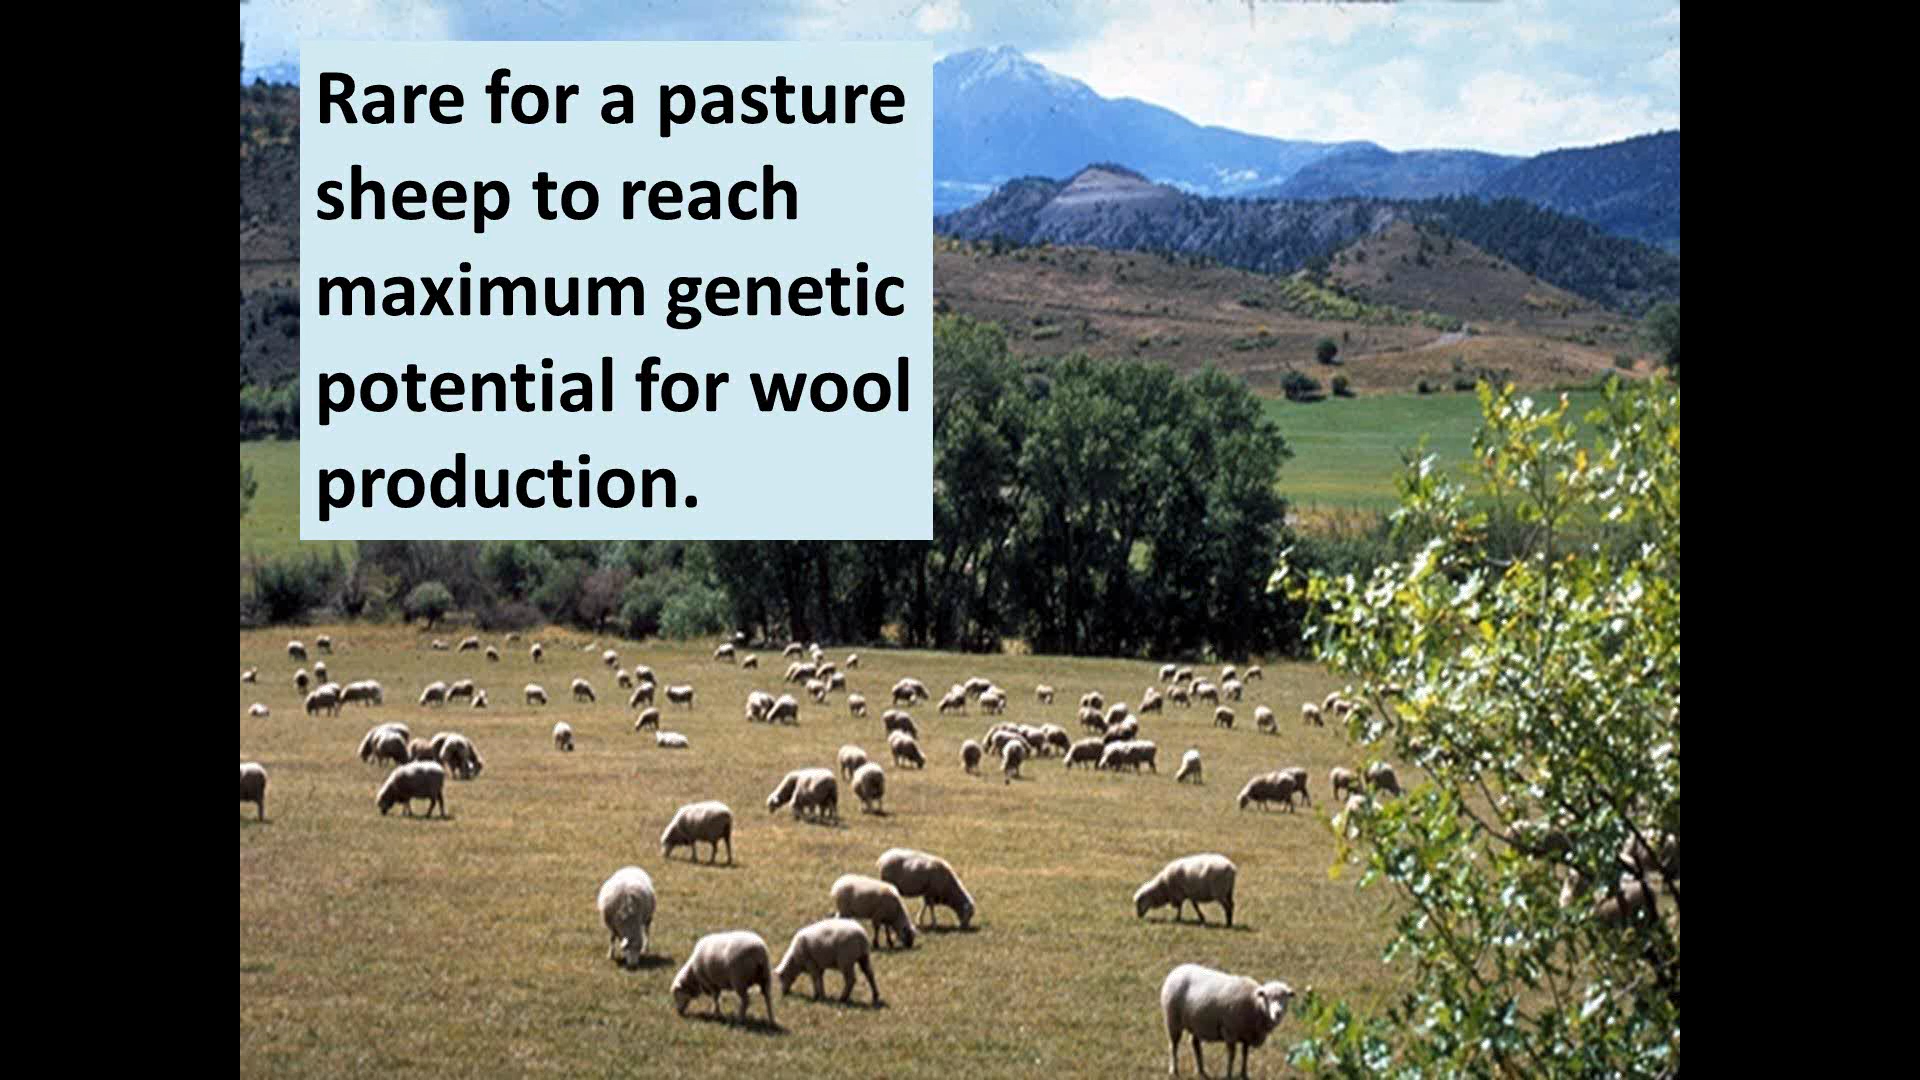 Rare for a pasture
sheep to reach
maximum genetic
potential for wool
production.